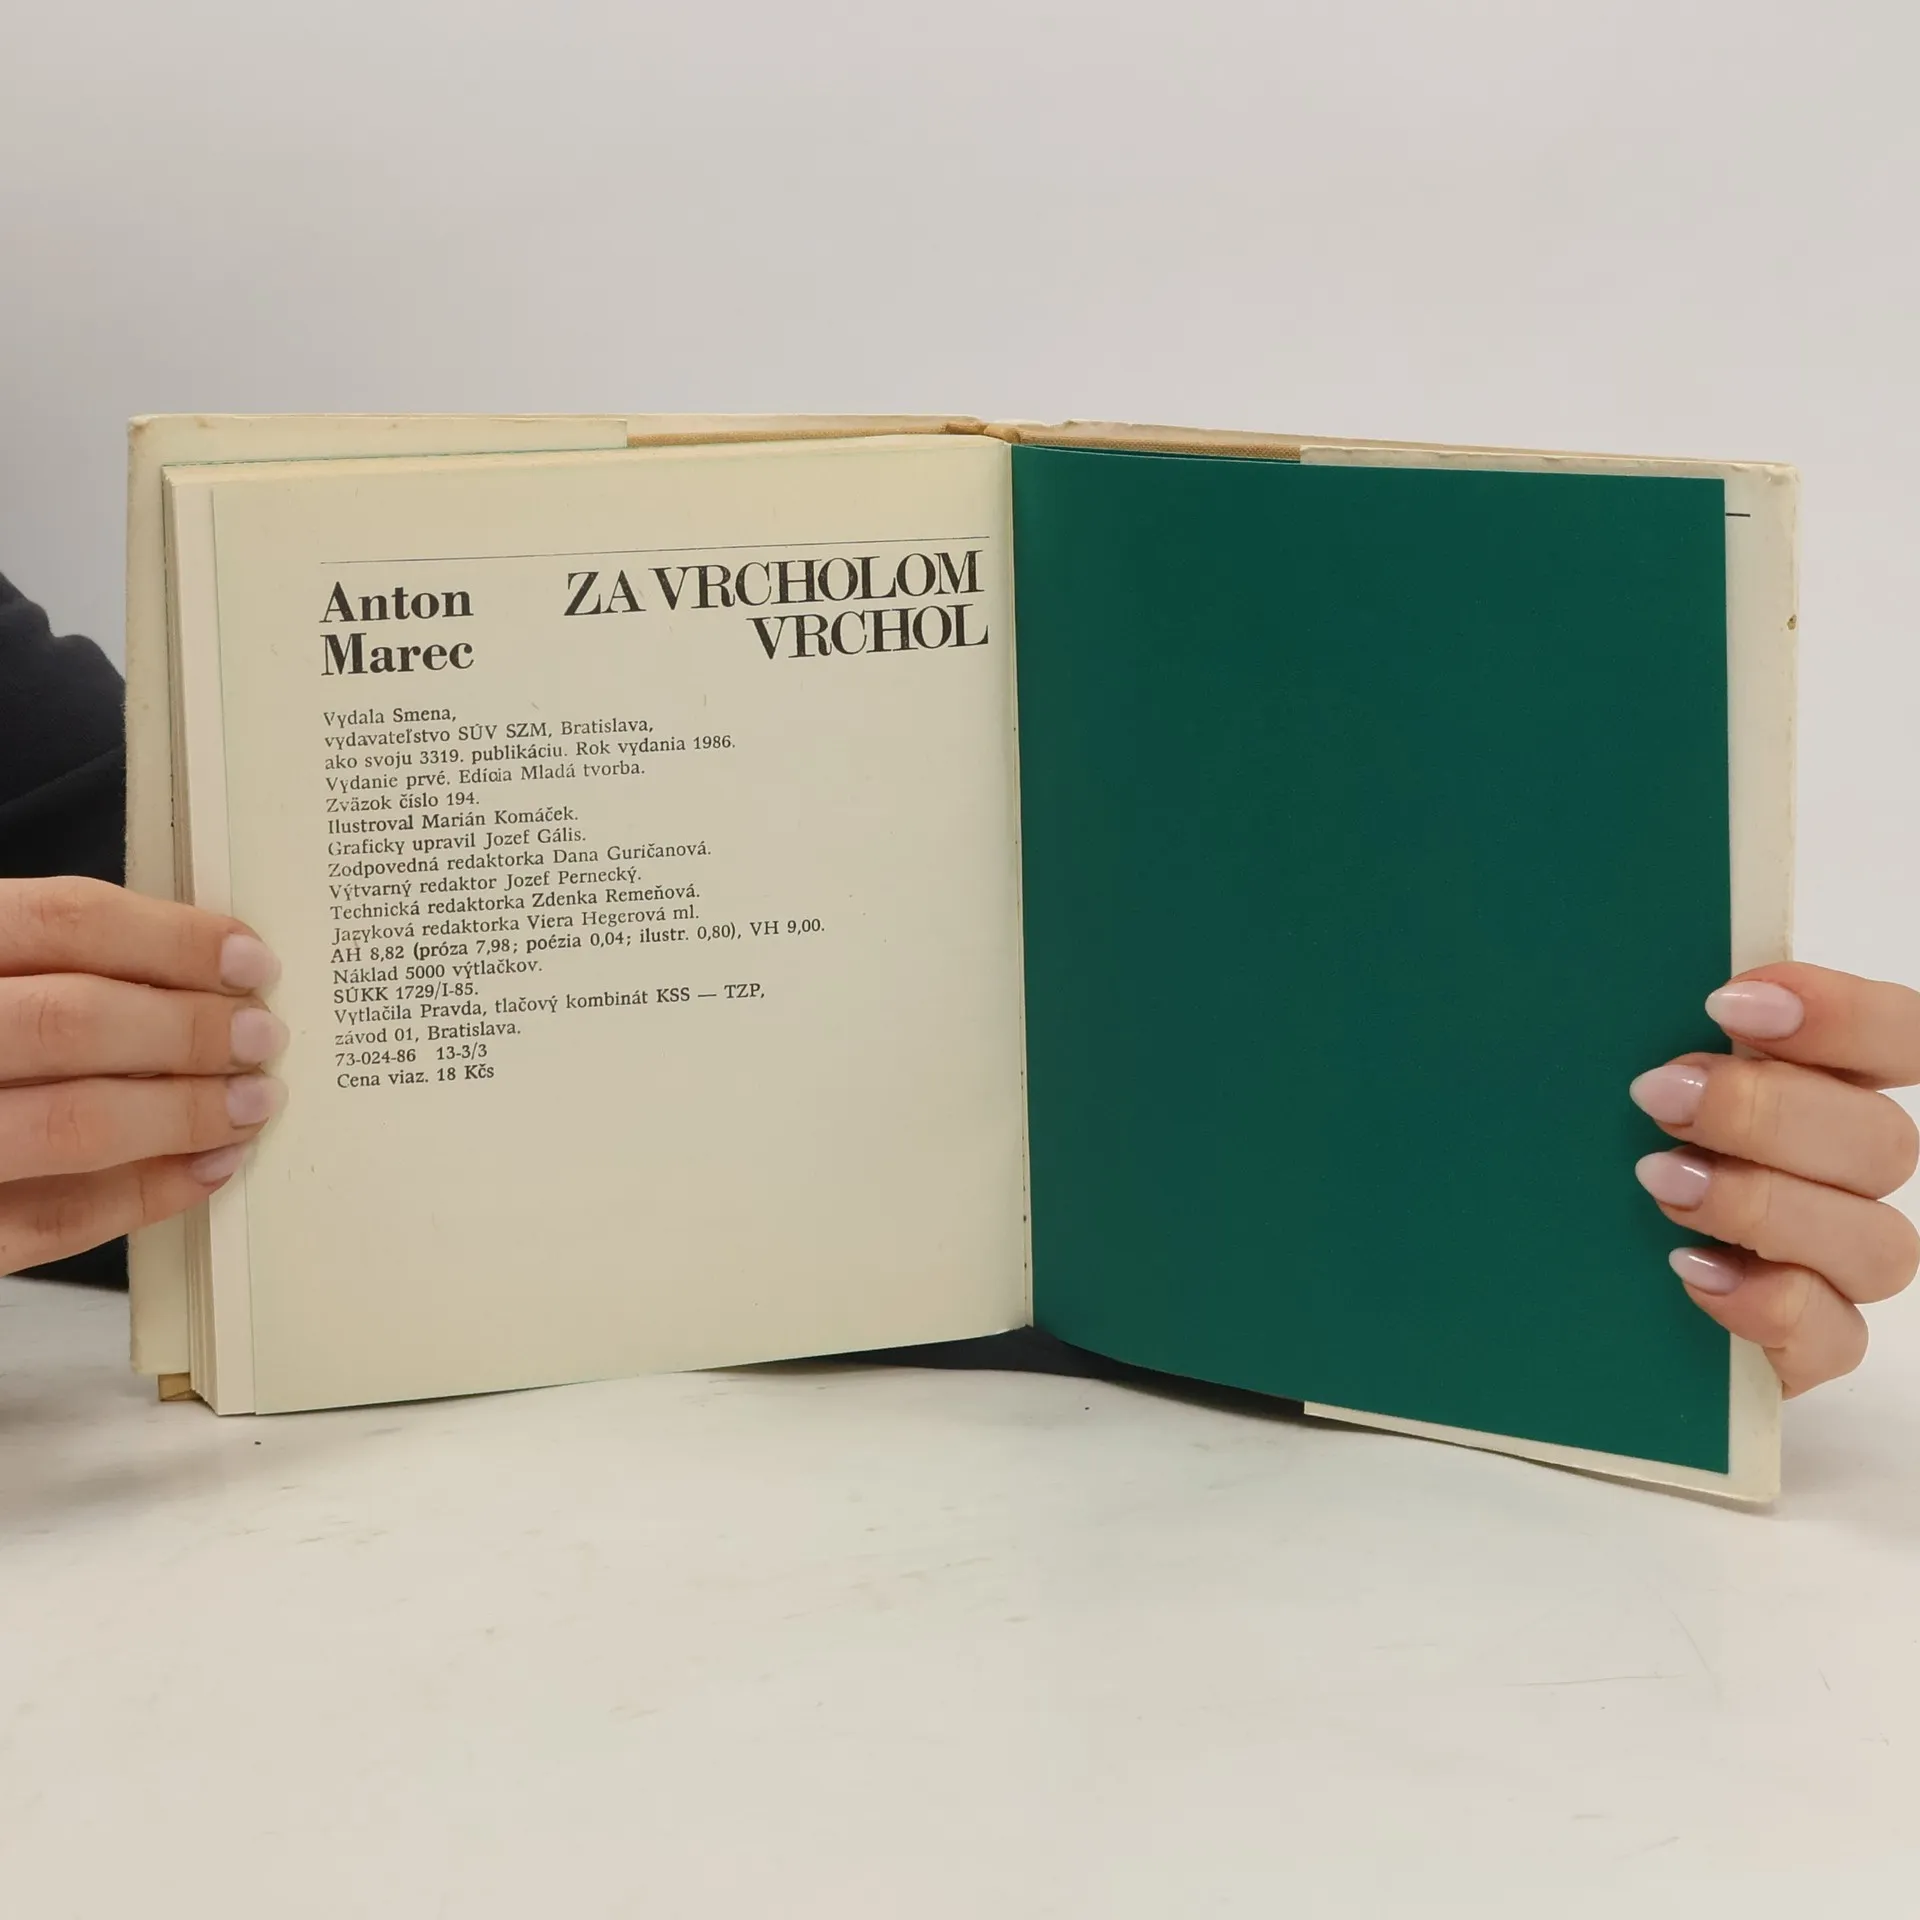 Anton
Marec
ZA VRCHOLOM
VRCHOL
Vydala Smena,
vydavateľstvo SÚV SZM, Bratislava,
ako svoju 3319. publikáciu. Rok vydania 1986.
Vydanie prvé. Edícia Mladá tvorba.
Zväzok číslo 194.
Ilustroval Marián Komáček.
Graficky upravil Jozef Gális.
Zodpovedná redaktorka Dana Guričanová.
Výtvarný redaktor Jozef Pernecký.
Technická redaktorka Zdenka Remeňová.
Jazyková redaktorka Viera Hegerová ml.
AH 8,82 (próza 7,98; poézia 0,04; ilustr. 0,80), VH 9,00.
Náklad 5000 výtlačkov.
SÚKK 1729/I-85.
Vytlačila Pravda, tlačový kombinát KSS — TZP,
závod 01, Bratislava.
73-024-86 13-3/3
Cena viaz. 18 Kčs